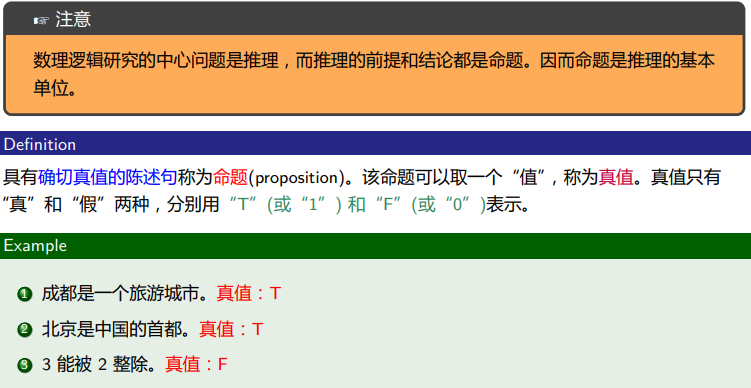 ☞ 注意
数理逻辑研究的中心问题是推理，而推理的前提和结论都是命题。因而命题是推理的基本
单位。
Definition
具有确切真值的陈述句称为命题(proposition)。该命题可以取一个“值”，称为真值。真值只有
“真”和“假”两种，分别用“T”(或“1”) 和“F”(或“0”)表示。
Example
1 成都是一个旅游城市。真值：T
2 北京是中国的首都。真值：T
3 3 能被 2 整除。真值：F